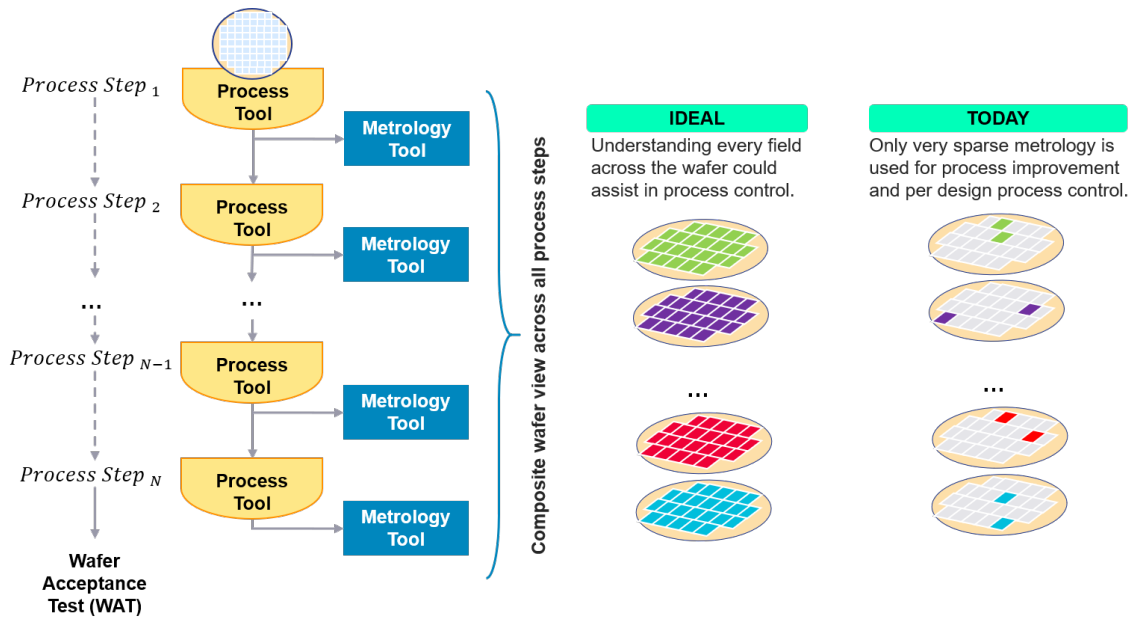 Process Step 1
Process
Tool
Metrology
Tool
Process Step 2
Process
Tool
Metrology
Tool
...
...
Process Step N−1
Process
Tool
Metrology
Tool
Process Step N
Process
Tool
Metrology
Tool
Wafer
Acceptance
Test (WAT)
Composite wafer view across all process steps
IDEAL
Understanding every field
across the wafer could
assist in process control.
...
TODAY
Only very sparse metrology is
used for process improvement
and per design process control.
...